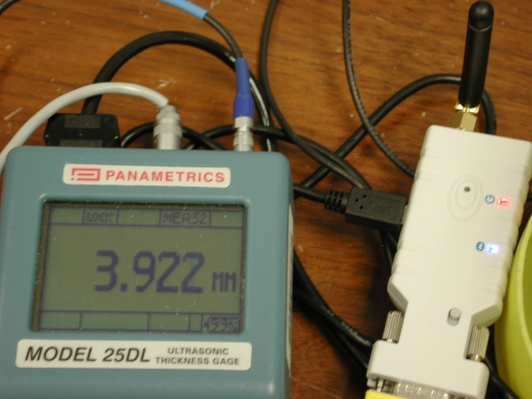 PANAMETRICS
LOCK MEAS2
3.922 MM
MODEL 25DL ULTRASONIC
THICKNESS GAGE